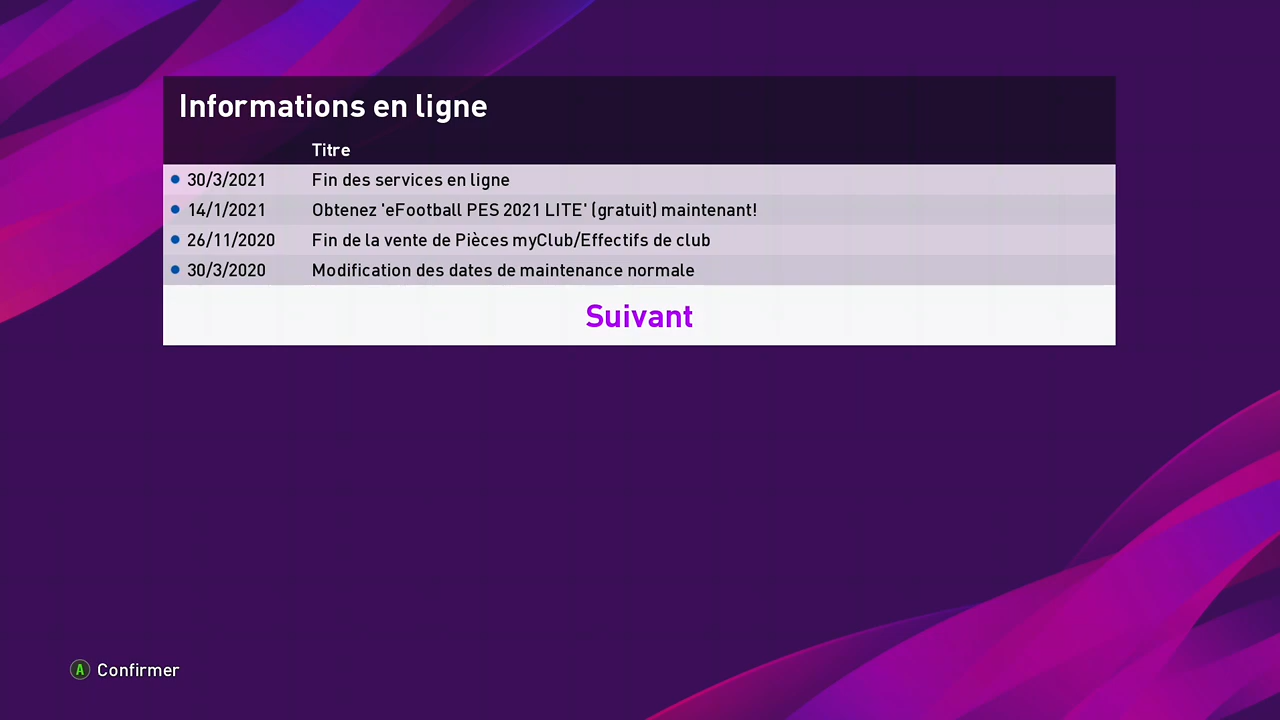 Informations en ligne
Titre
30/3/2021 Fin des services en ligne
14/1/2021 Obtenez 'eFootball PES 2021 LITE' (gratuit) maintenant!
26/11/2020 Fin de la vente de Pièces myClub/Effectifs de club
30/3/2020 Modification des dates de maintenance normale
Suivant
A Confirmer